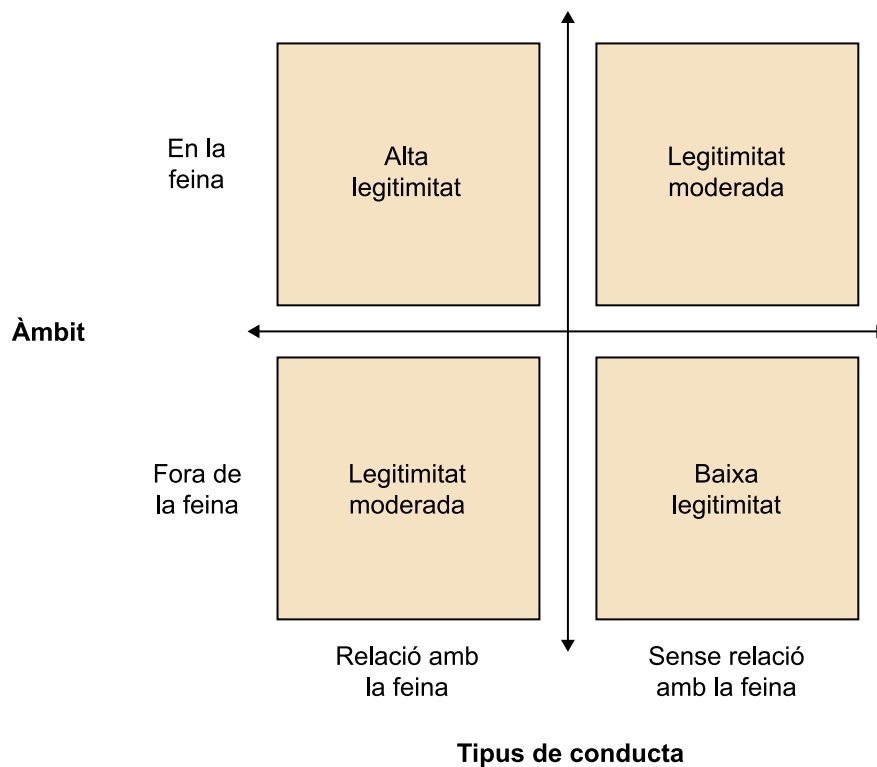 En la
feina
Alta
legitimitat
Legitimitat
moderada
Àmbit
Fora de
la feina
Legitimitat
moderada
Baixa
legitimitat
Relació amb
la feina
Sense relació
amb la feina
Tipus de conducta